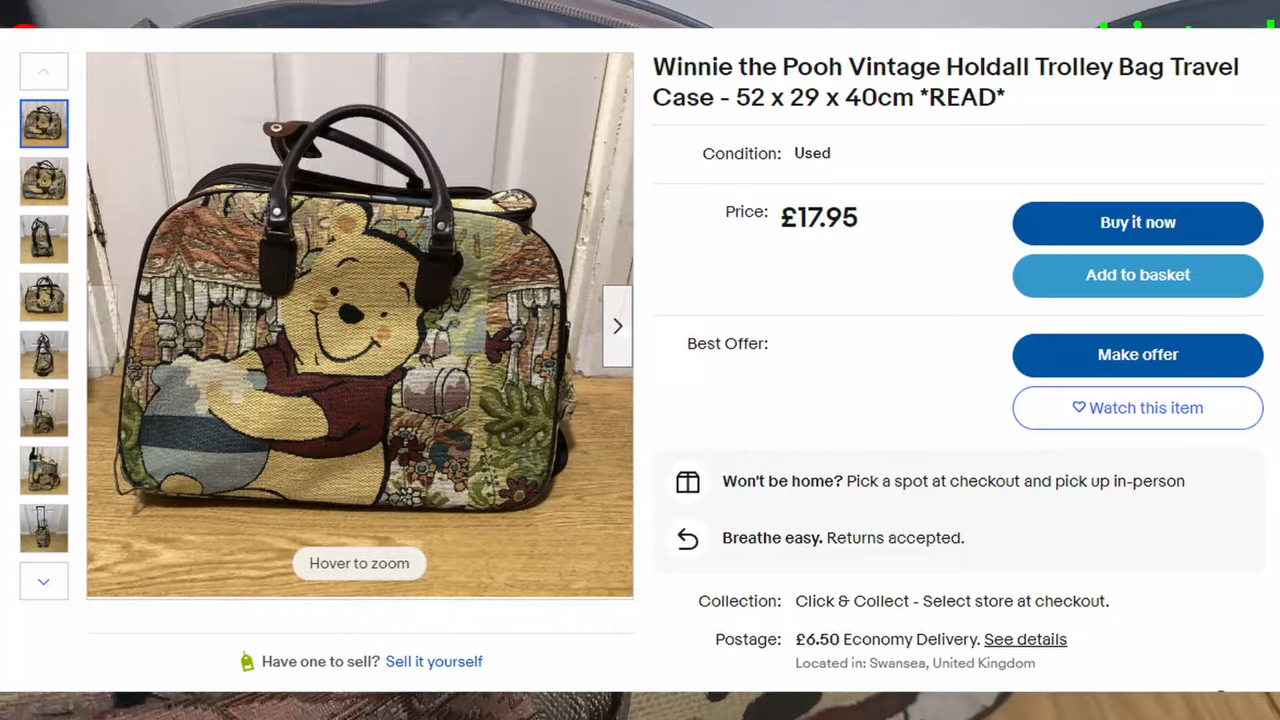 Winnie the Pooh Vintage Holdall Trolley Bag Travel
Case - 52 x 29 x 40cm *READ*
Condition: Used
Price: £17.95
Buy it now
Add to basket
Best Offer:
Make offer
Watch this item
Won't be home? Pick a spot at checkout and pick up in-person
Breathe easy. Returns accepted.
Hover to zoom
Collection: Click & Collect - Select store at checkout.
Postage: £6.50 Economy Delivery. See details
Located in: Swansea, United Kingdom
Have one to sell? Sell it yourself